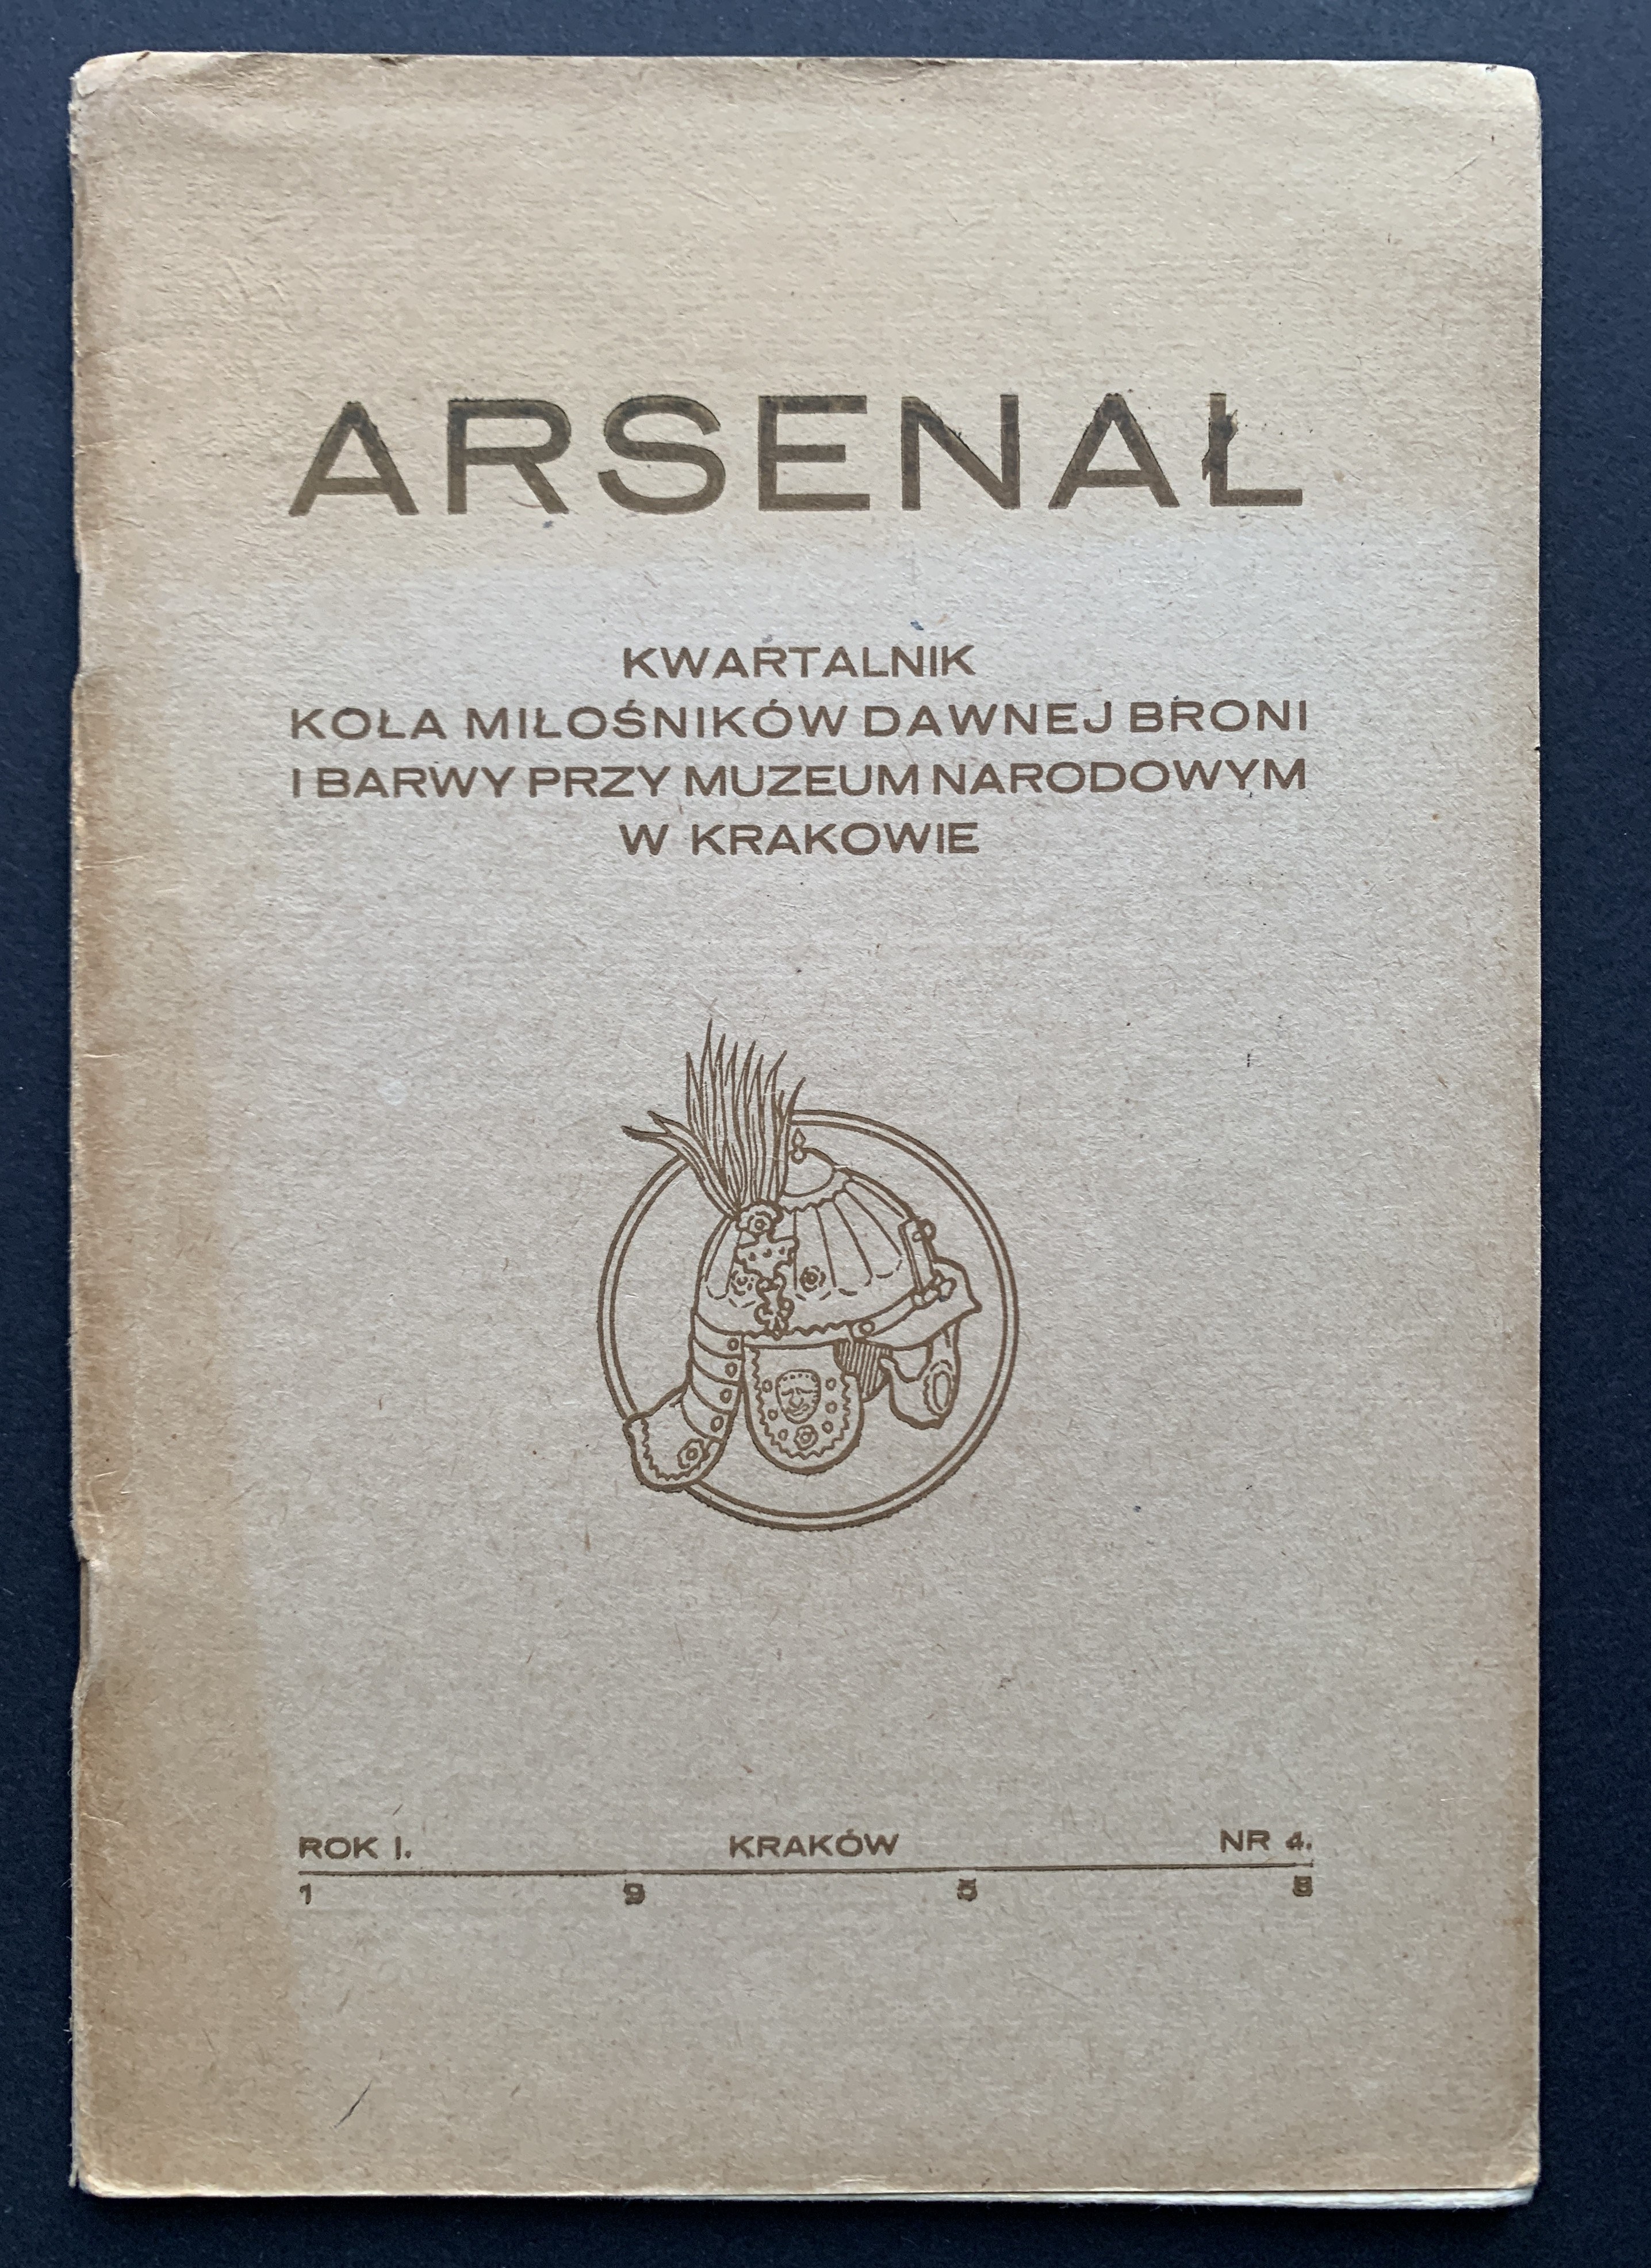 ARSENAŁ
KWARTALNIK
KOŁA MIŁOŚNIKÓW DAWNEJ BRONI
I BARWY PRZY MUZEUM NARODOWYM
W KRAKOWIE
ROK I. KRAKÓW NR 4.
1 9 5 8